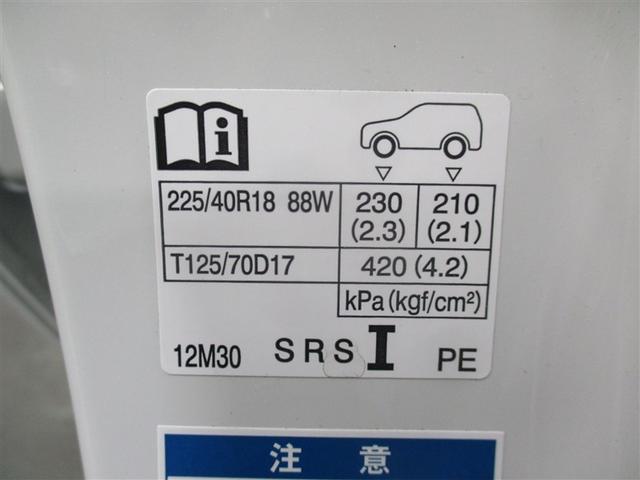 i
225/40R18 88W 230 (2.3) 210 (2.1)
T125/70D17 420 (4.2)
kPa(kgf/cm²)
12M30 SRS I PE
注意